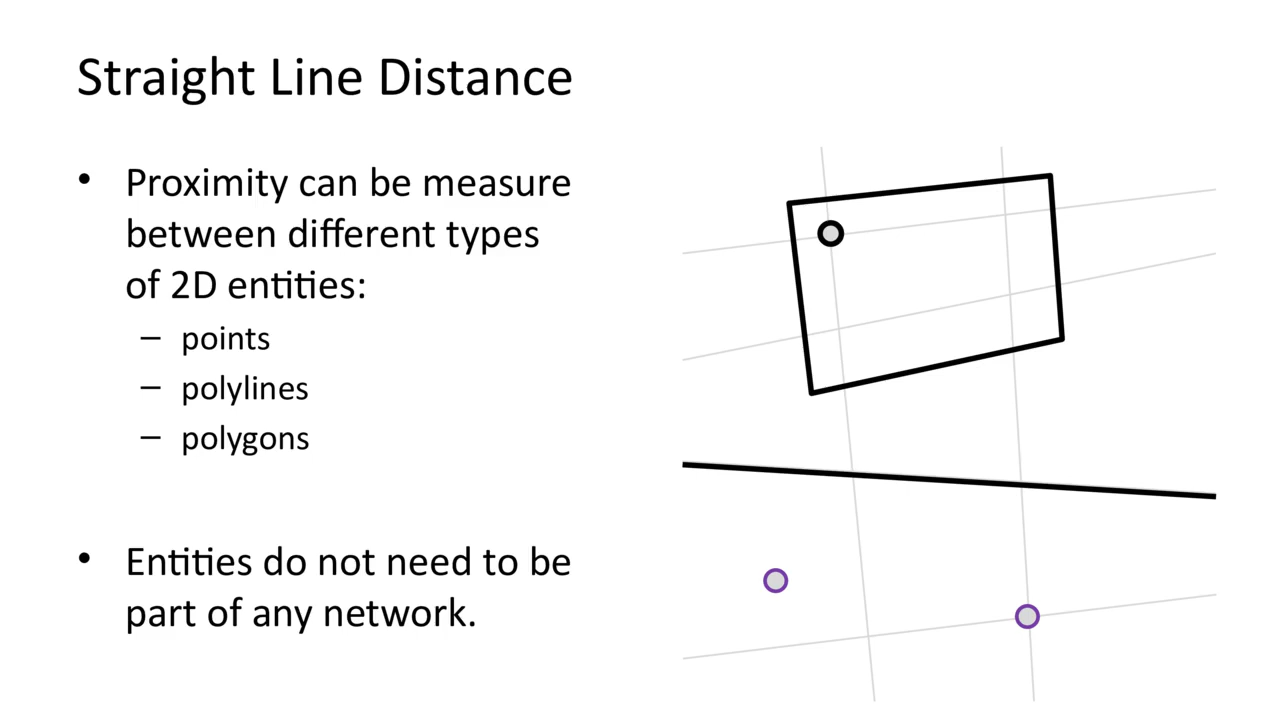 Straight Line Distance
• Proximity can be measure
between different types
of 2D entities:
– points
– polylines
– polygons
• Entities do not need to be
part of any network.